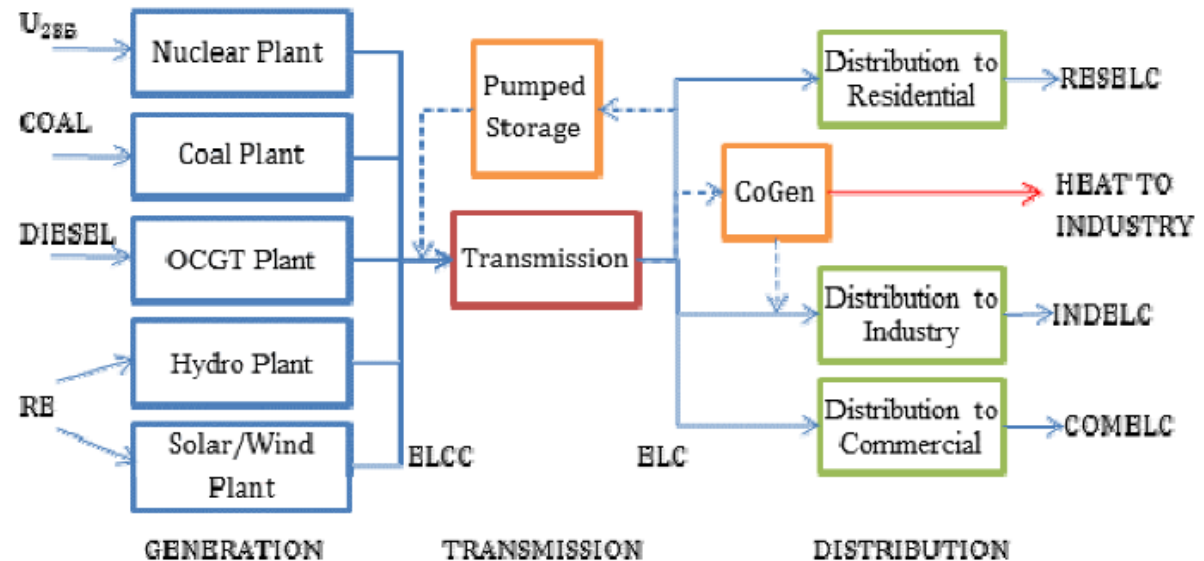 U₂₃₅
Nuclear Plant
COAL
Coal Plant
DIESEL
OCGT Plant
RE
Hydro Plant
Solar/Wind
Plant
ELCC
Pumped
Storage
Transmission
ELC
CoGen
Distribution to
Residential
RESELC
HEAT TO
INDUSTRY
Distribution to
Industry
INDELC
Distribution to
Commercial
COMELC
GENERATION
TRANSMISSION
DISTRIBUTION